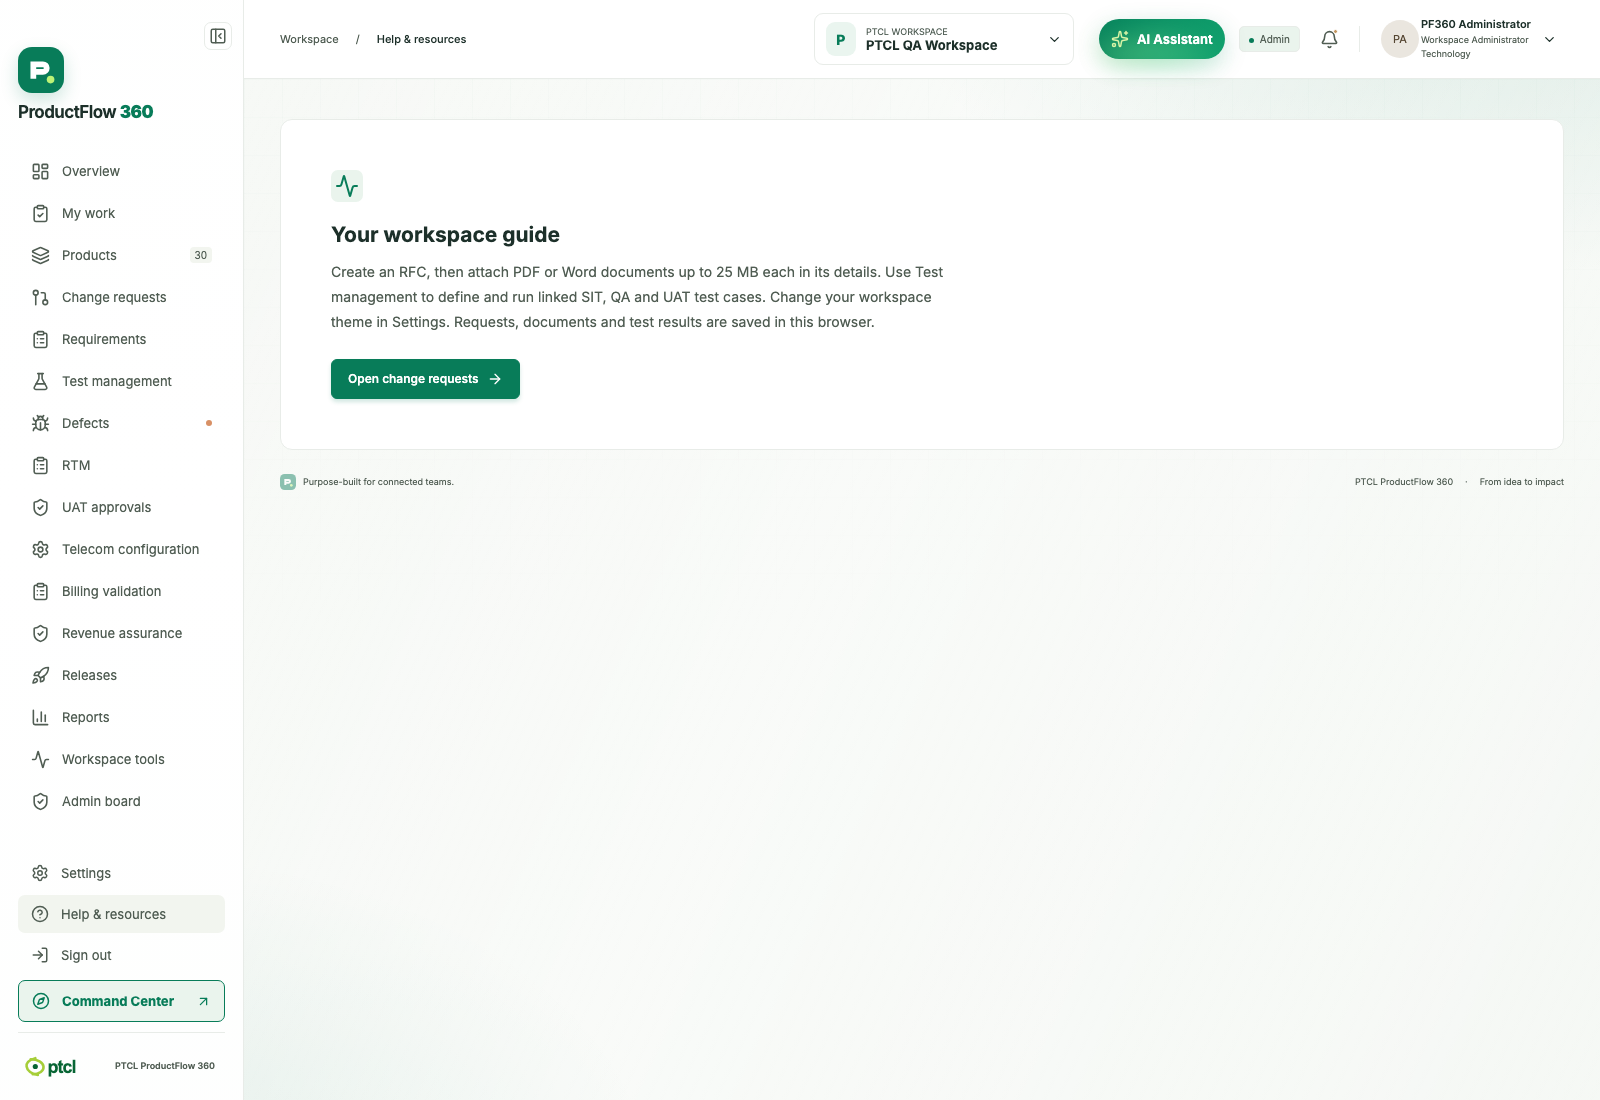 P.
ProductFlow 360
Overview
My work
Products 30
Change requests
Requirements
Test management
Defects
RTM
UAT approvals
Telecom configuration
Billing validation
Revenue assurance
Releases
Reports
Workspace tools
Admin board
Settings
Help & resources
Sign out
Command Center
ptcl PTCL ProductFlow 360
Workspace / Help & resources
P
PTCL WORKSPACE
PTCL QA Workspace
AI Assistant
Admin
PA
PF360 Administrator
Workspace Administrator
Technology
Your workspace guide
Create an RFC, then attach PDF or Word documents up to 25 MB each in its details. Use Test
management to define and run linked SIT, QA and UAT test cases. Change your workspace
theme in Settings. Requests, documents and test results are saved in this browser.
Open change requests
P. Purpose-built for connected teams.
PTCL ProductFlow 360 · From idea to impact